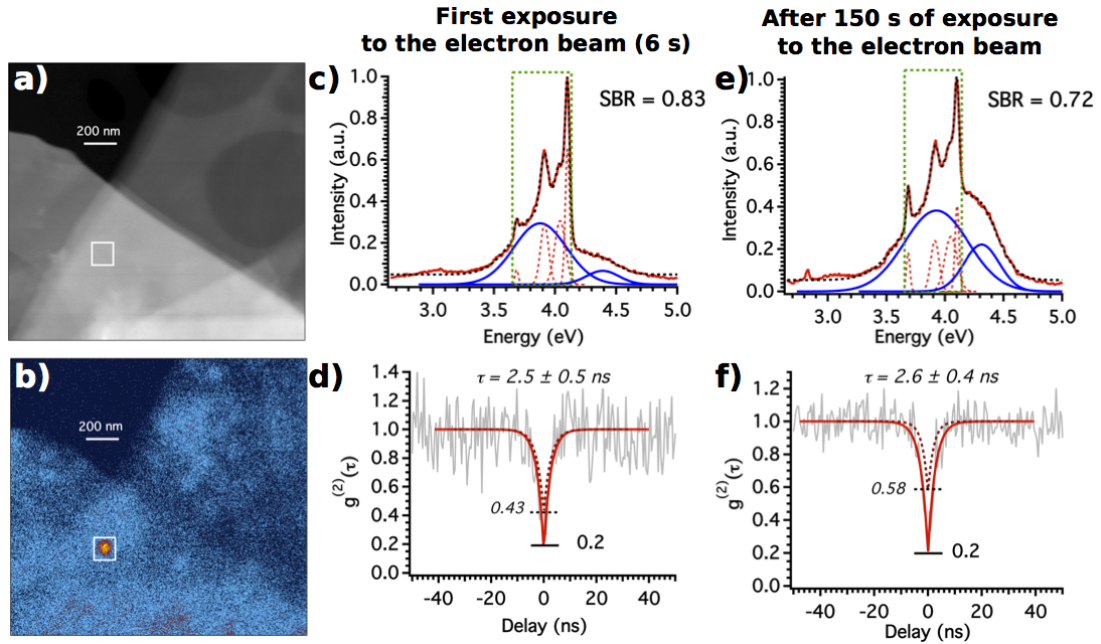 First exposure
to the electron beam (6 s)
After 150 s of exposure
to the electron beam
a)
200 nm
c)
SBR = 0.83
1.0
0.8
0.6
0.4
0.2
0.0
Intensity (a.u.)
3.0
3.5
4.0
4.5
5.0
Energy (eV)
e)
SBR = 0.72
1.0
0.8
0.6
0.4
0.2
0.0
Intensity (a.u.)
3.0
3.5
4.0
4.5
5.0
Energy (eV)
b)
200 nm
d)
τ = 2.5 ± 0.5 ns
1.4
1.2
1.0
0.8
0.6
0.4
0.2
0.0
g(2)(τ)
0.43
0.2
-40
-20
0
20
40
Delay (ns)
f)
τ = 2.6 ± 0.4 ns
1.2
1.0
0.8
0.6
0.4
0.2
0.0
g(2)(τ)
0.58
0.2
-40
-20
0
20
40
Delay (ns)